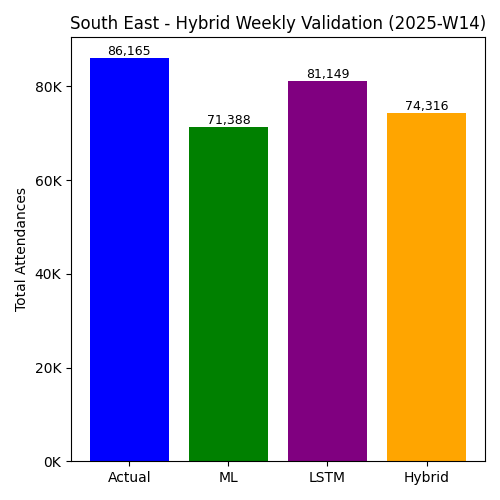 South East - Hybrid Weekly Validation (2025-W14)
86,165
81,149
74,316
71,388
80K
60K
40K
20K
0K
Total Attendances
Actual
ML
LSTM
Hybrid